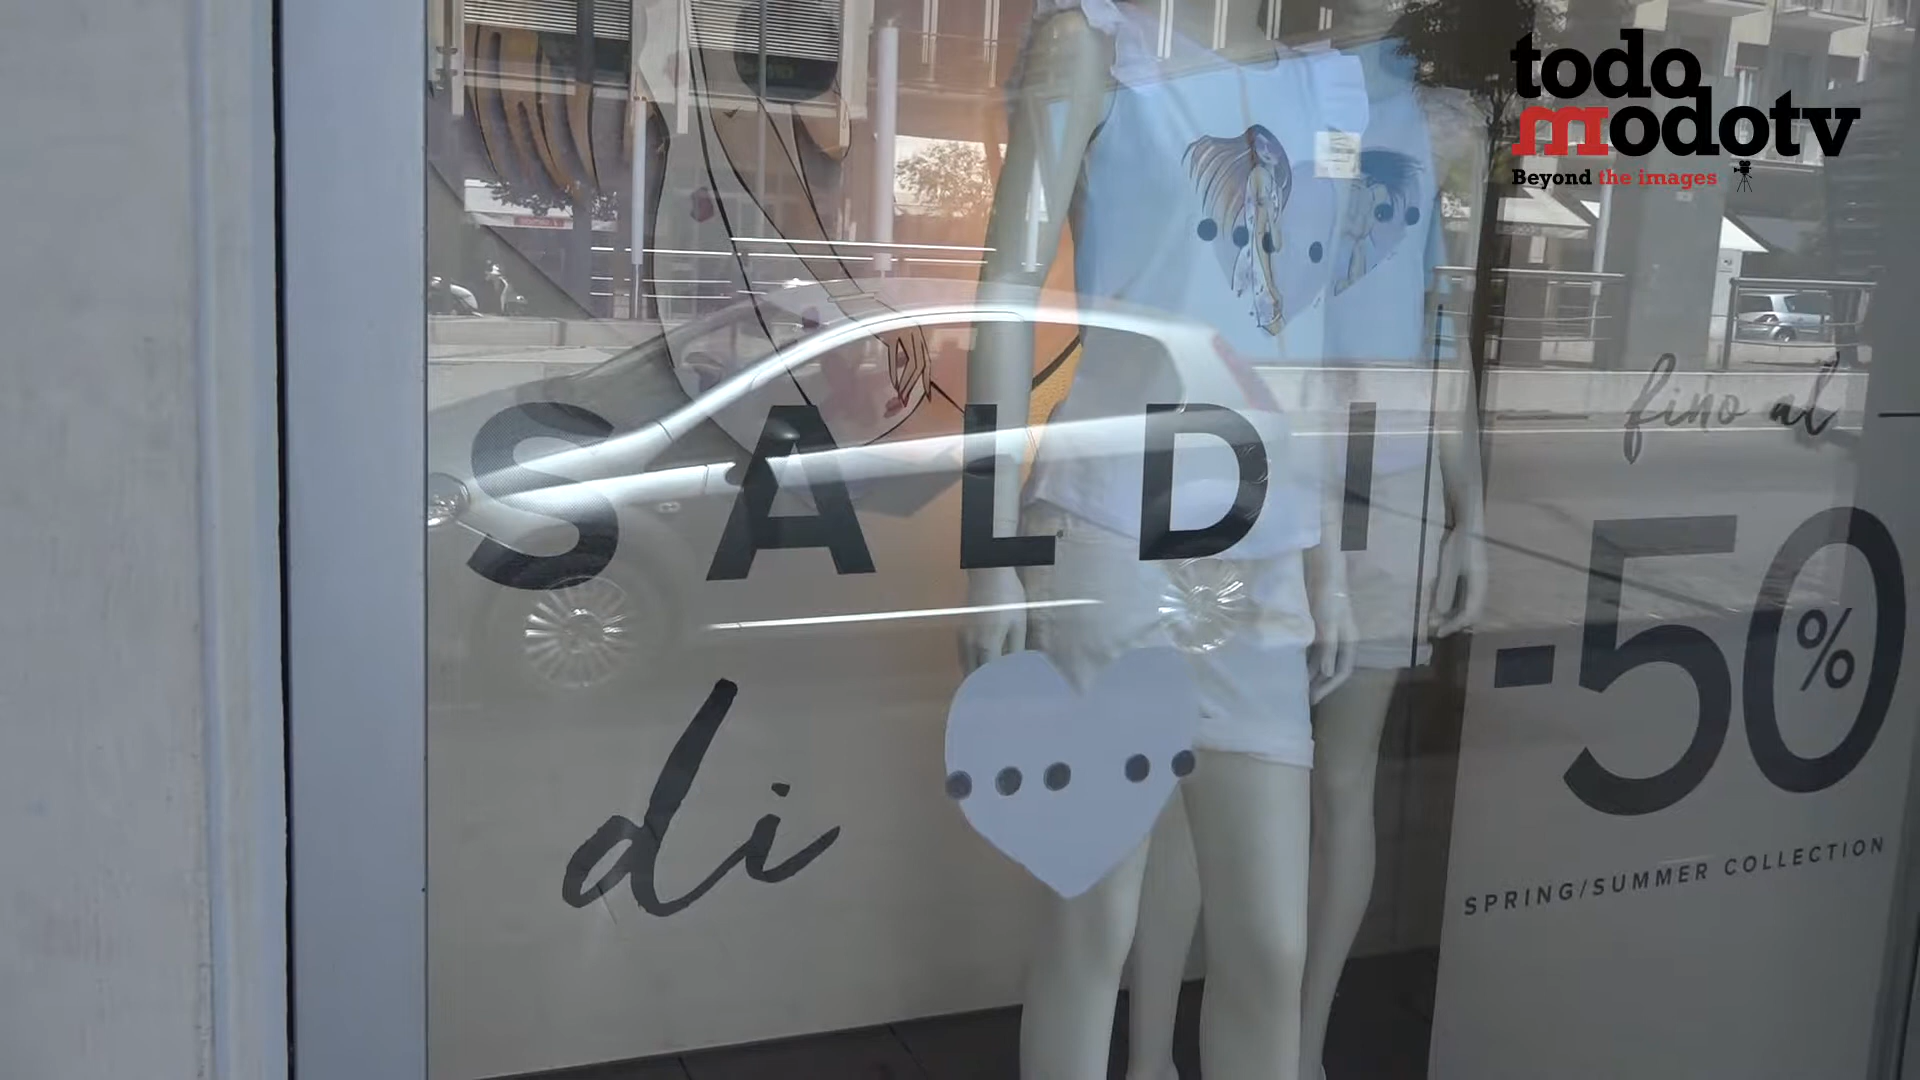 todo
modotv
Beyond the images
SALDI
di
fino al
-50%
SPRING/SUMMER COLLECTION